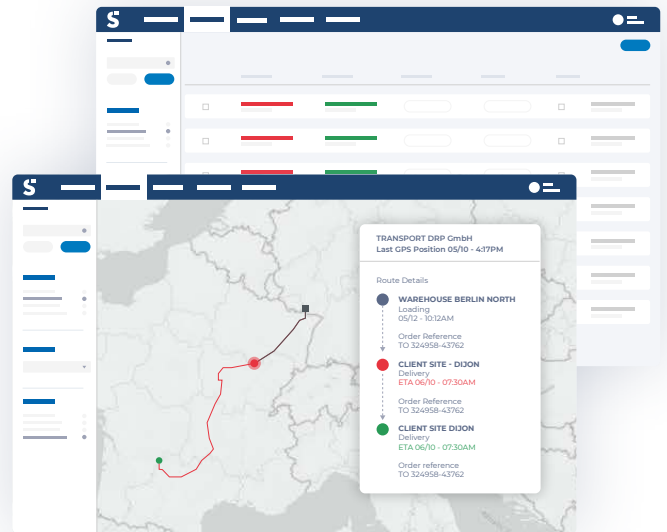 S
S
TRANSPORT DRP GmbH
Last GPS Position 05/10 - 4:17PM
Route Details
WAREHOUSE BERLIN NORTH
Loading
05/12 - 10:12AM
Order Reference
TO 324958-43762
CLIENT SITE - DIJON
Delivery
ETA 06/10 - 07:30AM
Order Reference
TO 324958-43762
CLIENT SITE DIJON
Delivery
ETA 06/10 - 07:30AM
Order reference
TO 324958-43762